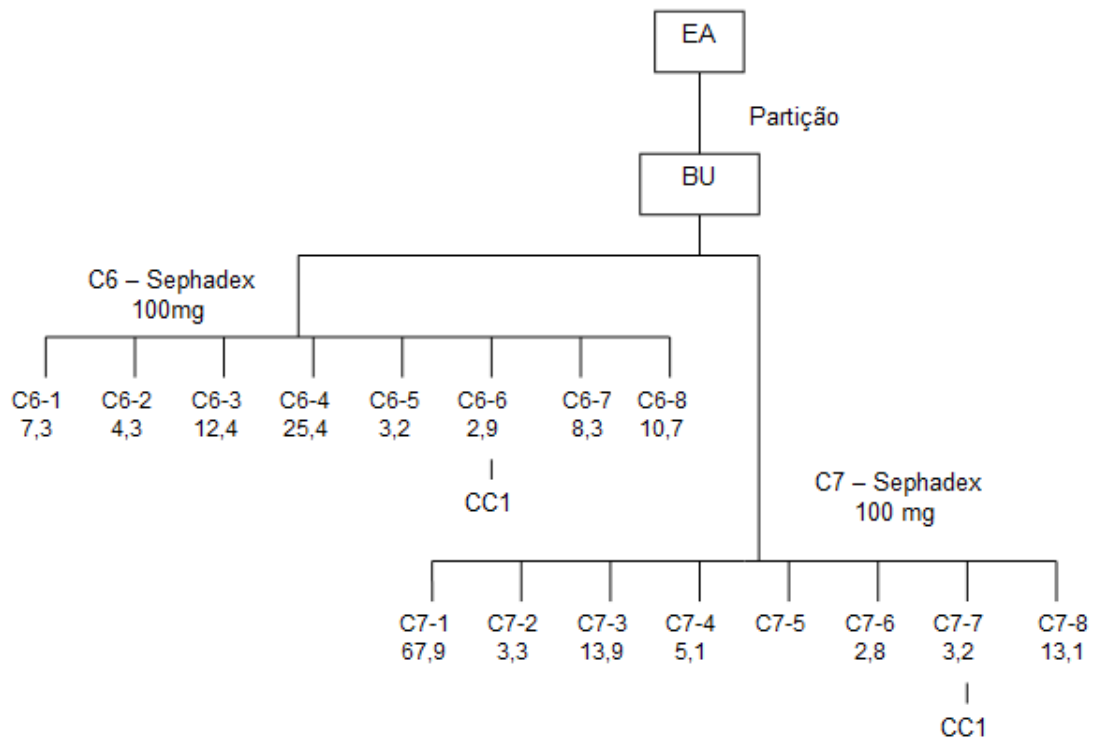 EA
Partição
BU
C6 – Sephadex
100mg
C6-1 C6-2 C6-3 C6-4 C6-5 C6-6 C6-7 C6-8
7,3 4,3 12,4 25,4 3,2 2,9 8,3 10,7
CC1
C7 – Sephadex
100 mg
C7-1 C7-2 C7-3 C7-4 C7-5 C7-6 C7-7 C7-8
67,9 3,3 13,9 5,1 2,8 3,2 13,1
CC1